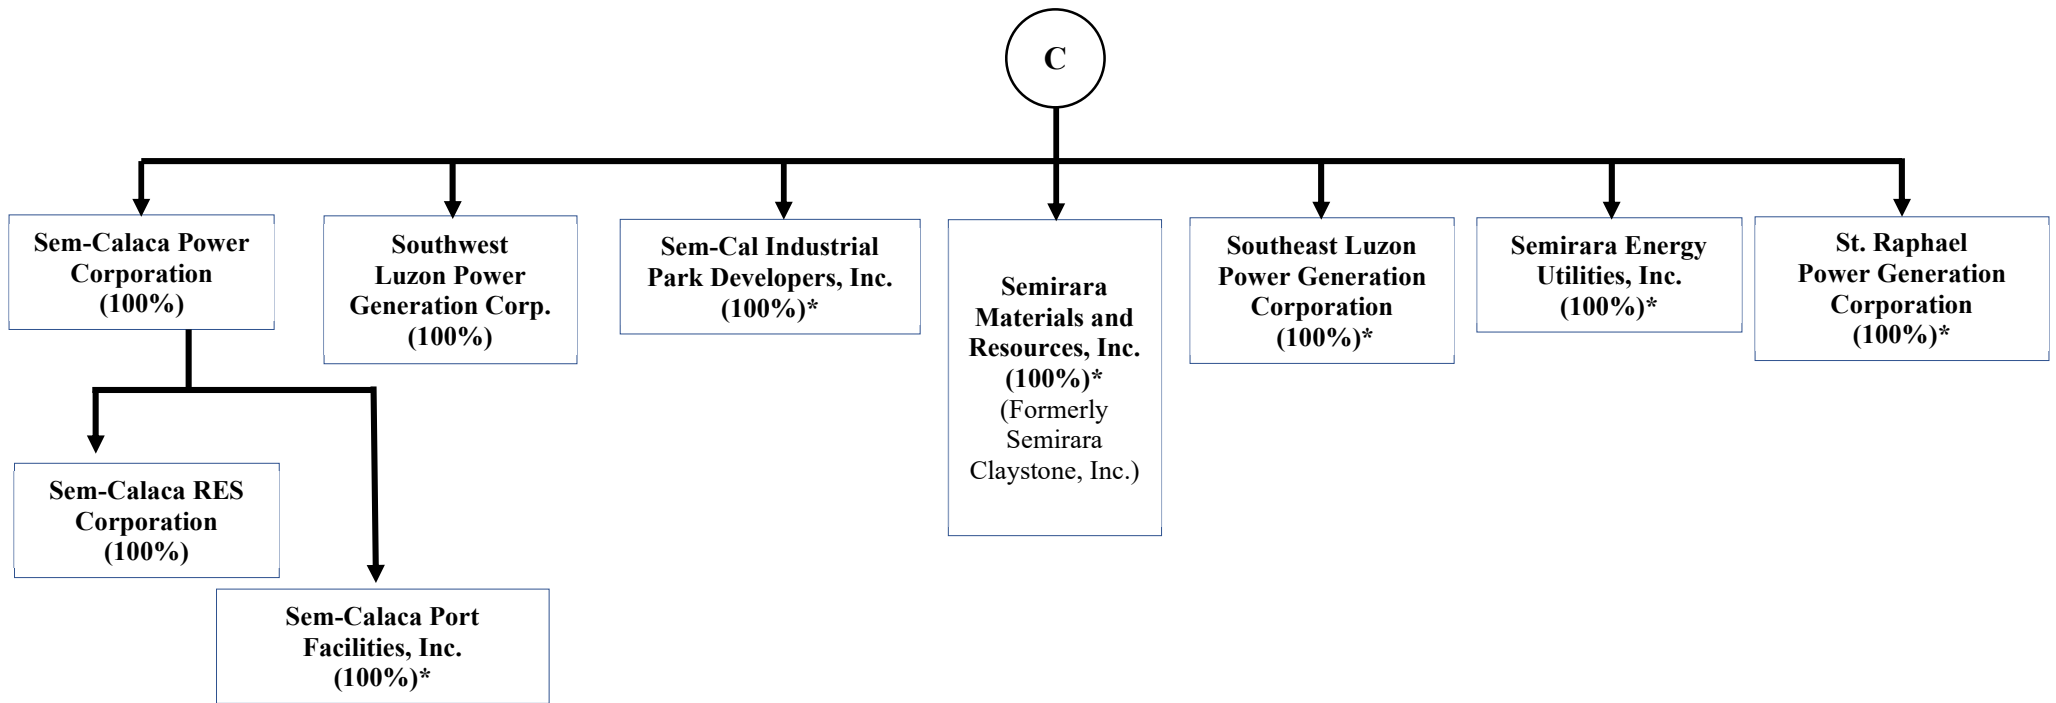 C
Sem-Calaca Power
Corporation
(100%)
Southwest
Luzon Power
Generation Corp.
(100%)
Sem-Cal Industrial
Park Developers, Inc.
(100%)*
Semirara
Materials and
Resources, Inc.
(100%)*
(Formerly
Semirara
Claystone, Inc.)
Southeast Luzon
Power Generation
Corporation
(100%)*
Semirara Energy
Utilities, Inc.
(100%)*
St. Raphael
Power Generation
Corporation
(100%)*
Sem-Calaca RES
Corporation
(100%)
Sem-Calaca Port
Facilities, Inc.
(100%)*